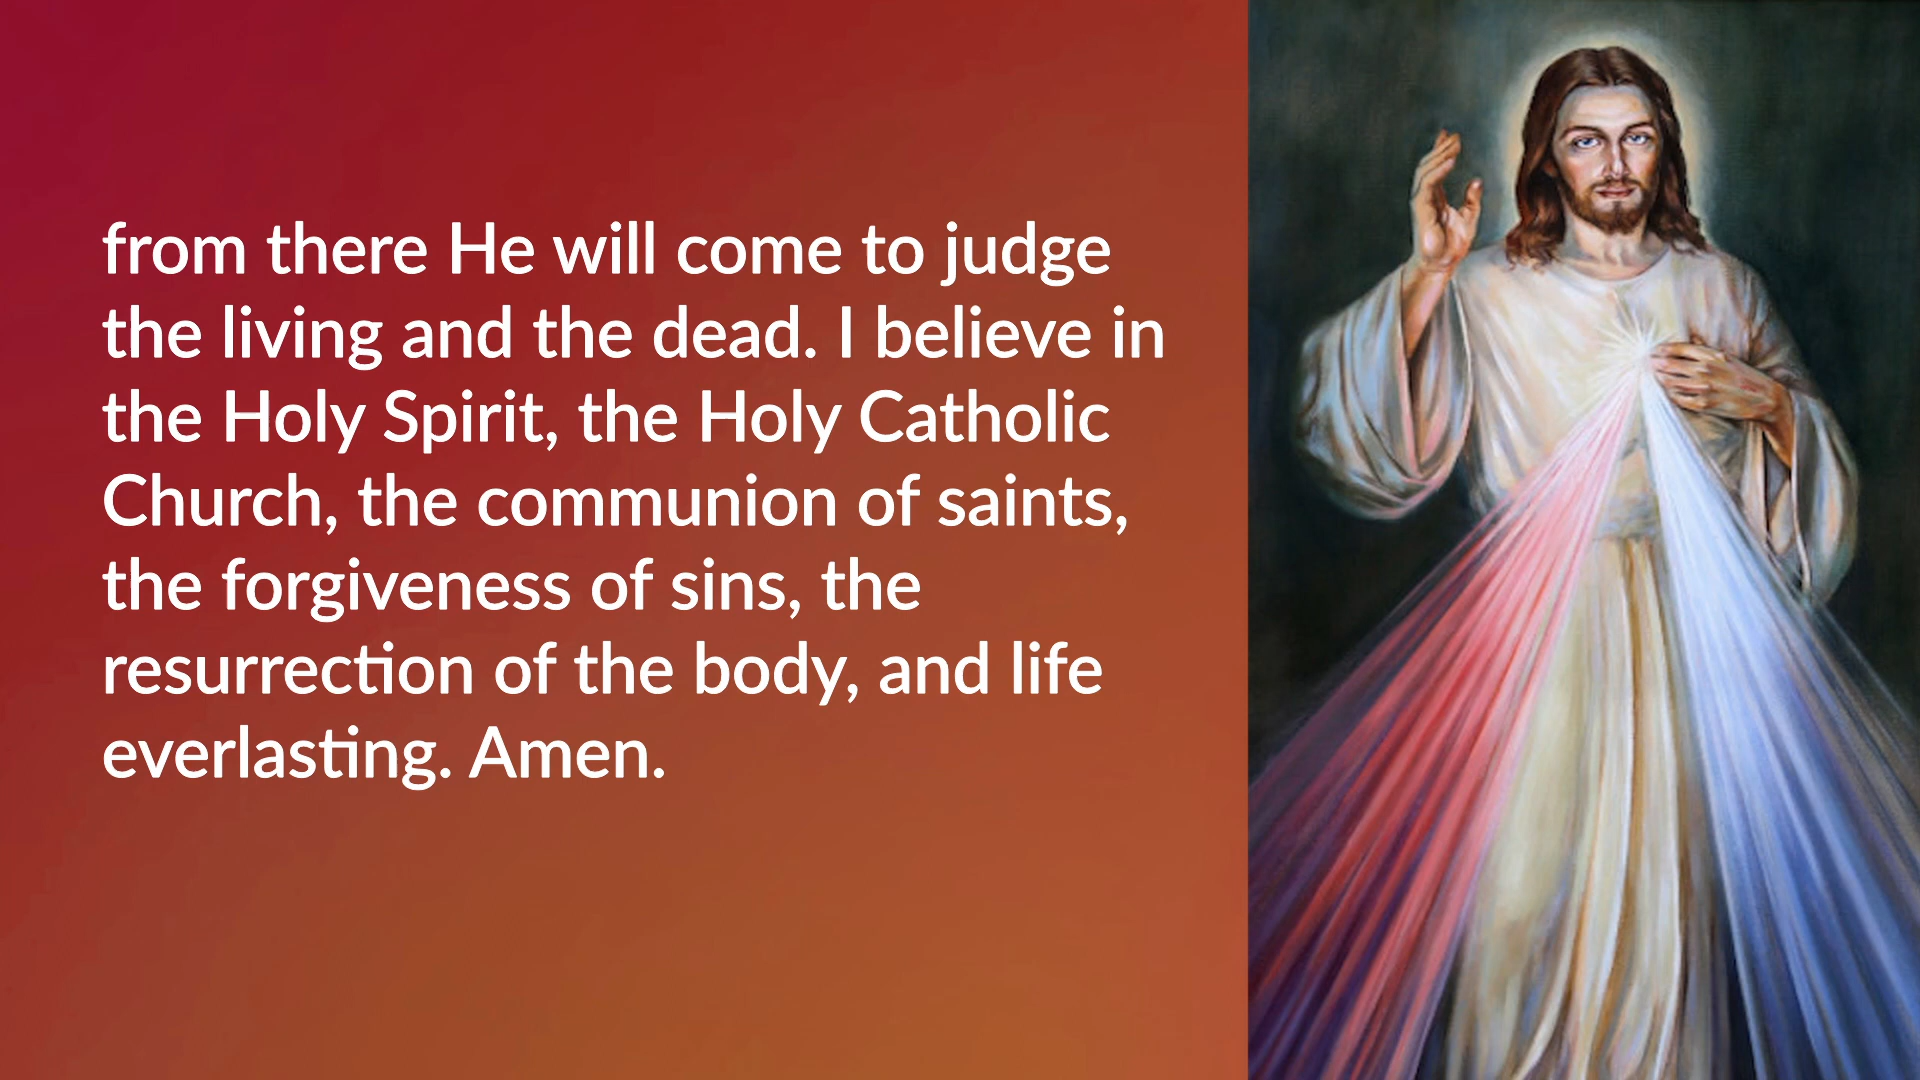 from there He will come to judge
the living and the dead. I believe in
the Holy Spirit, the Holy Catholic
Church, the communion of saints,
the forgiveness of sins, the
resurrection of the body, and life
everlasting. Amen.